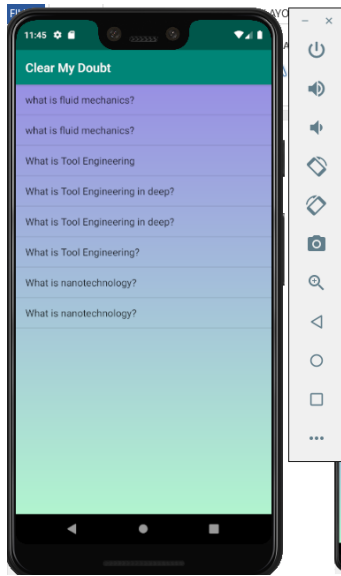 11:45
Clear My Doubt
what is fluid mechanics?
what is fluid mechanics?
What is Tool Engineering
What is Tool Engineering in deep?
What is Tool Engineering in deep?
What is Tool Engineering?
What is nanotechnology?
What is nanotechnology?